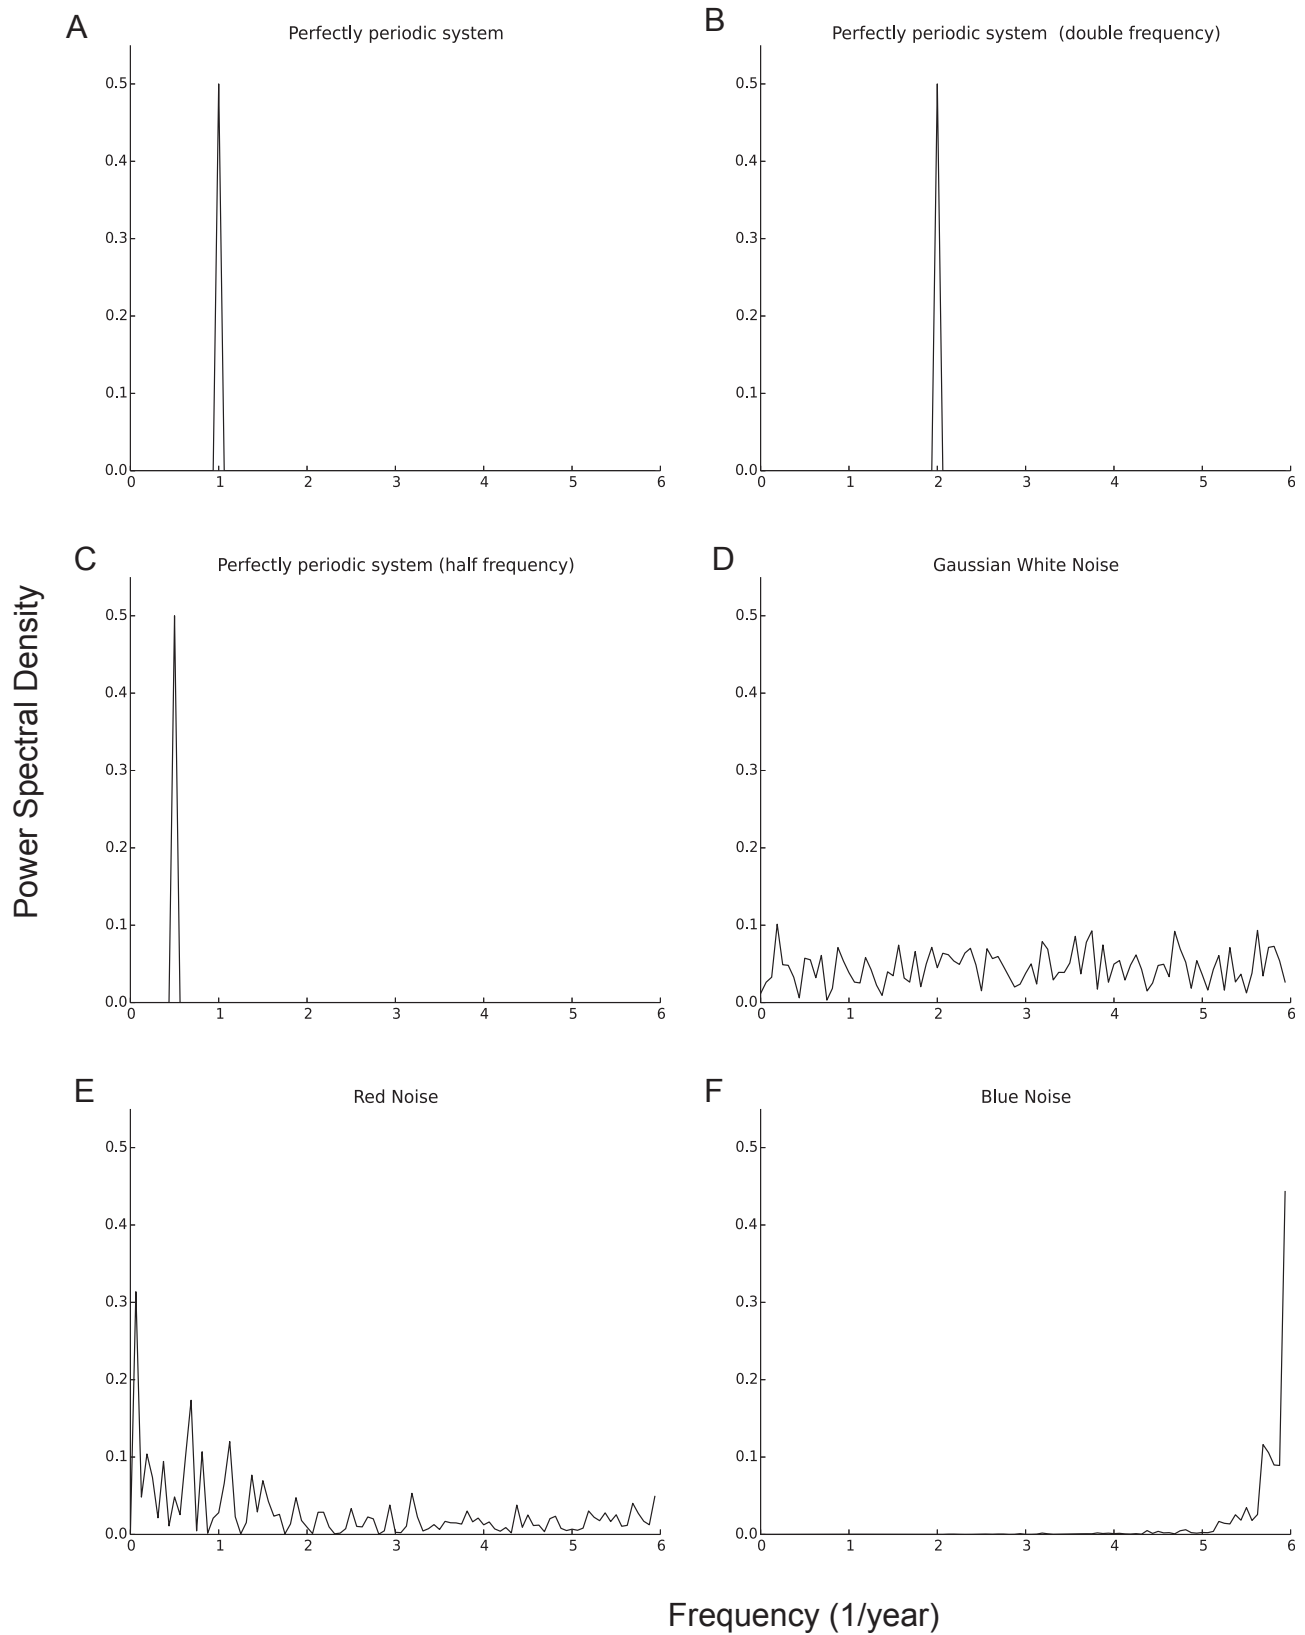 A
Perfectly periodic system
0.5
0.4
0.3
0.2
0.1
0.0
0 1 2 3 4 5 6
B
Perfectly periodic system (double frequency)
0.5
0.4
0.3
0.2
0.1
0.0
0 1 2 3 4 5 6
C
Perfectly periodic system (half frequency)
0.5
0.4
0.3
0.2
0.1
0.0
0 1 2 3 4 5 6
D
Gaussian White Noise
0.5
0.4
0.3
0.2
0.1
0.0
0 1 2 3 4 5 6
E
Red Noise
0.5
0.4
0.3
0.2
0.1
0.0
0 1 2 3 4 5 6
F
Blue Noise
0.5
0.4
0.3
0.2
0.1
0.0
0 1 2 3 4 5 6
Power Spectral Density
Frequency (1/year)